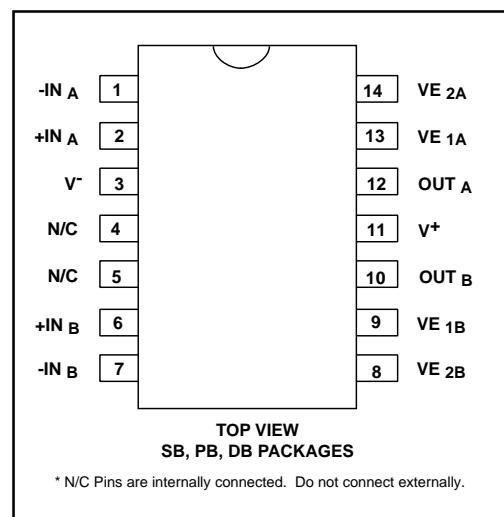 -IN A 1 14 VE 2A
+IN A 2 13 VE 1A
V- 3 12 OUT A
N/C 4 11 V+
N/C 5 10 OUT B
+IN B 6 9 VE 1B
-IN B 7 8 VE 2B
TOP VIEW
SB, PB, DB PACKAGES
* N/C Pins are internally connected. Do not connect externally.